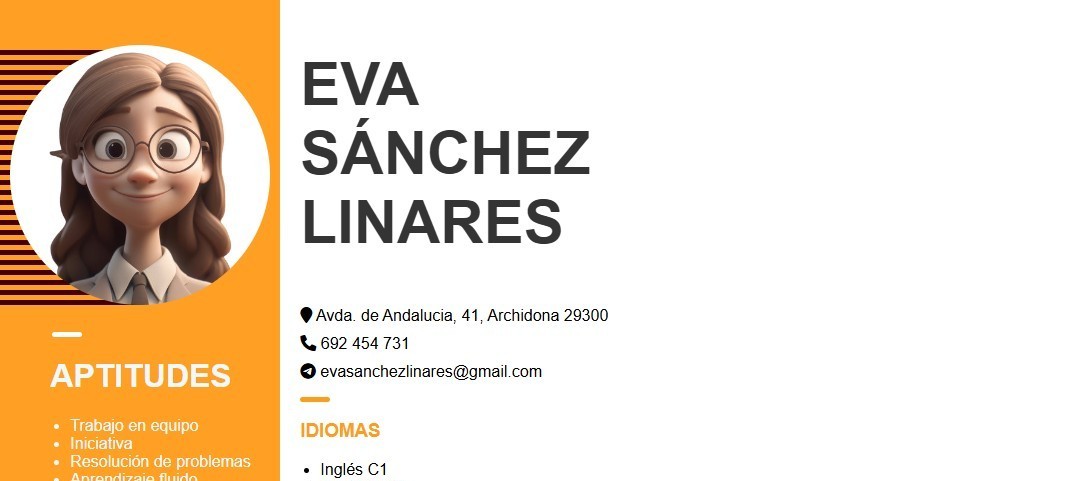 EVA
SÁNCHEZ
LINARES
Avda. de Andalucia, 41, Archidona 29300
692 454 731
evasanchezlinares@gmail.com
IDIOMAS
Inglés C1
APTITUDES
Trabajo en equipo
Iniciativa
Resolución de problemas
Aprendizaje fluido